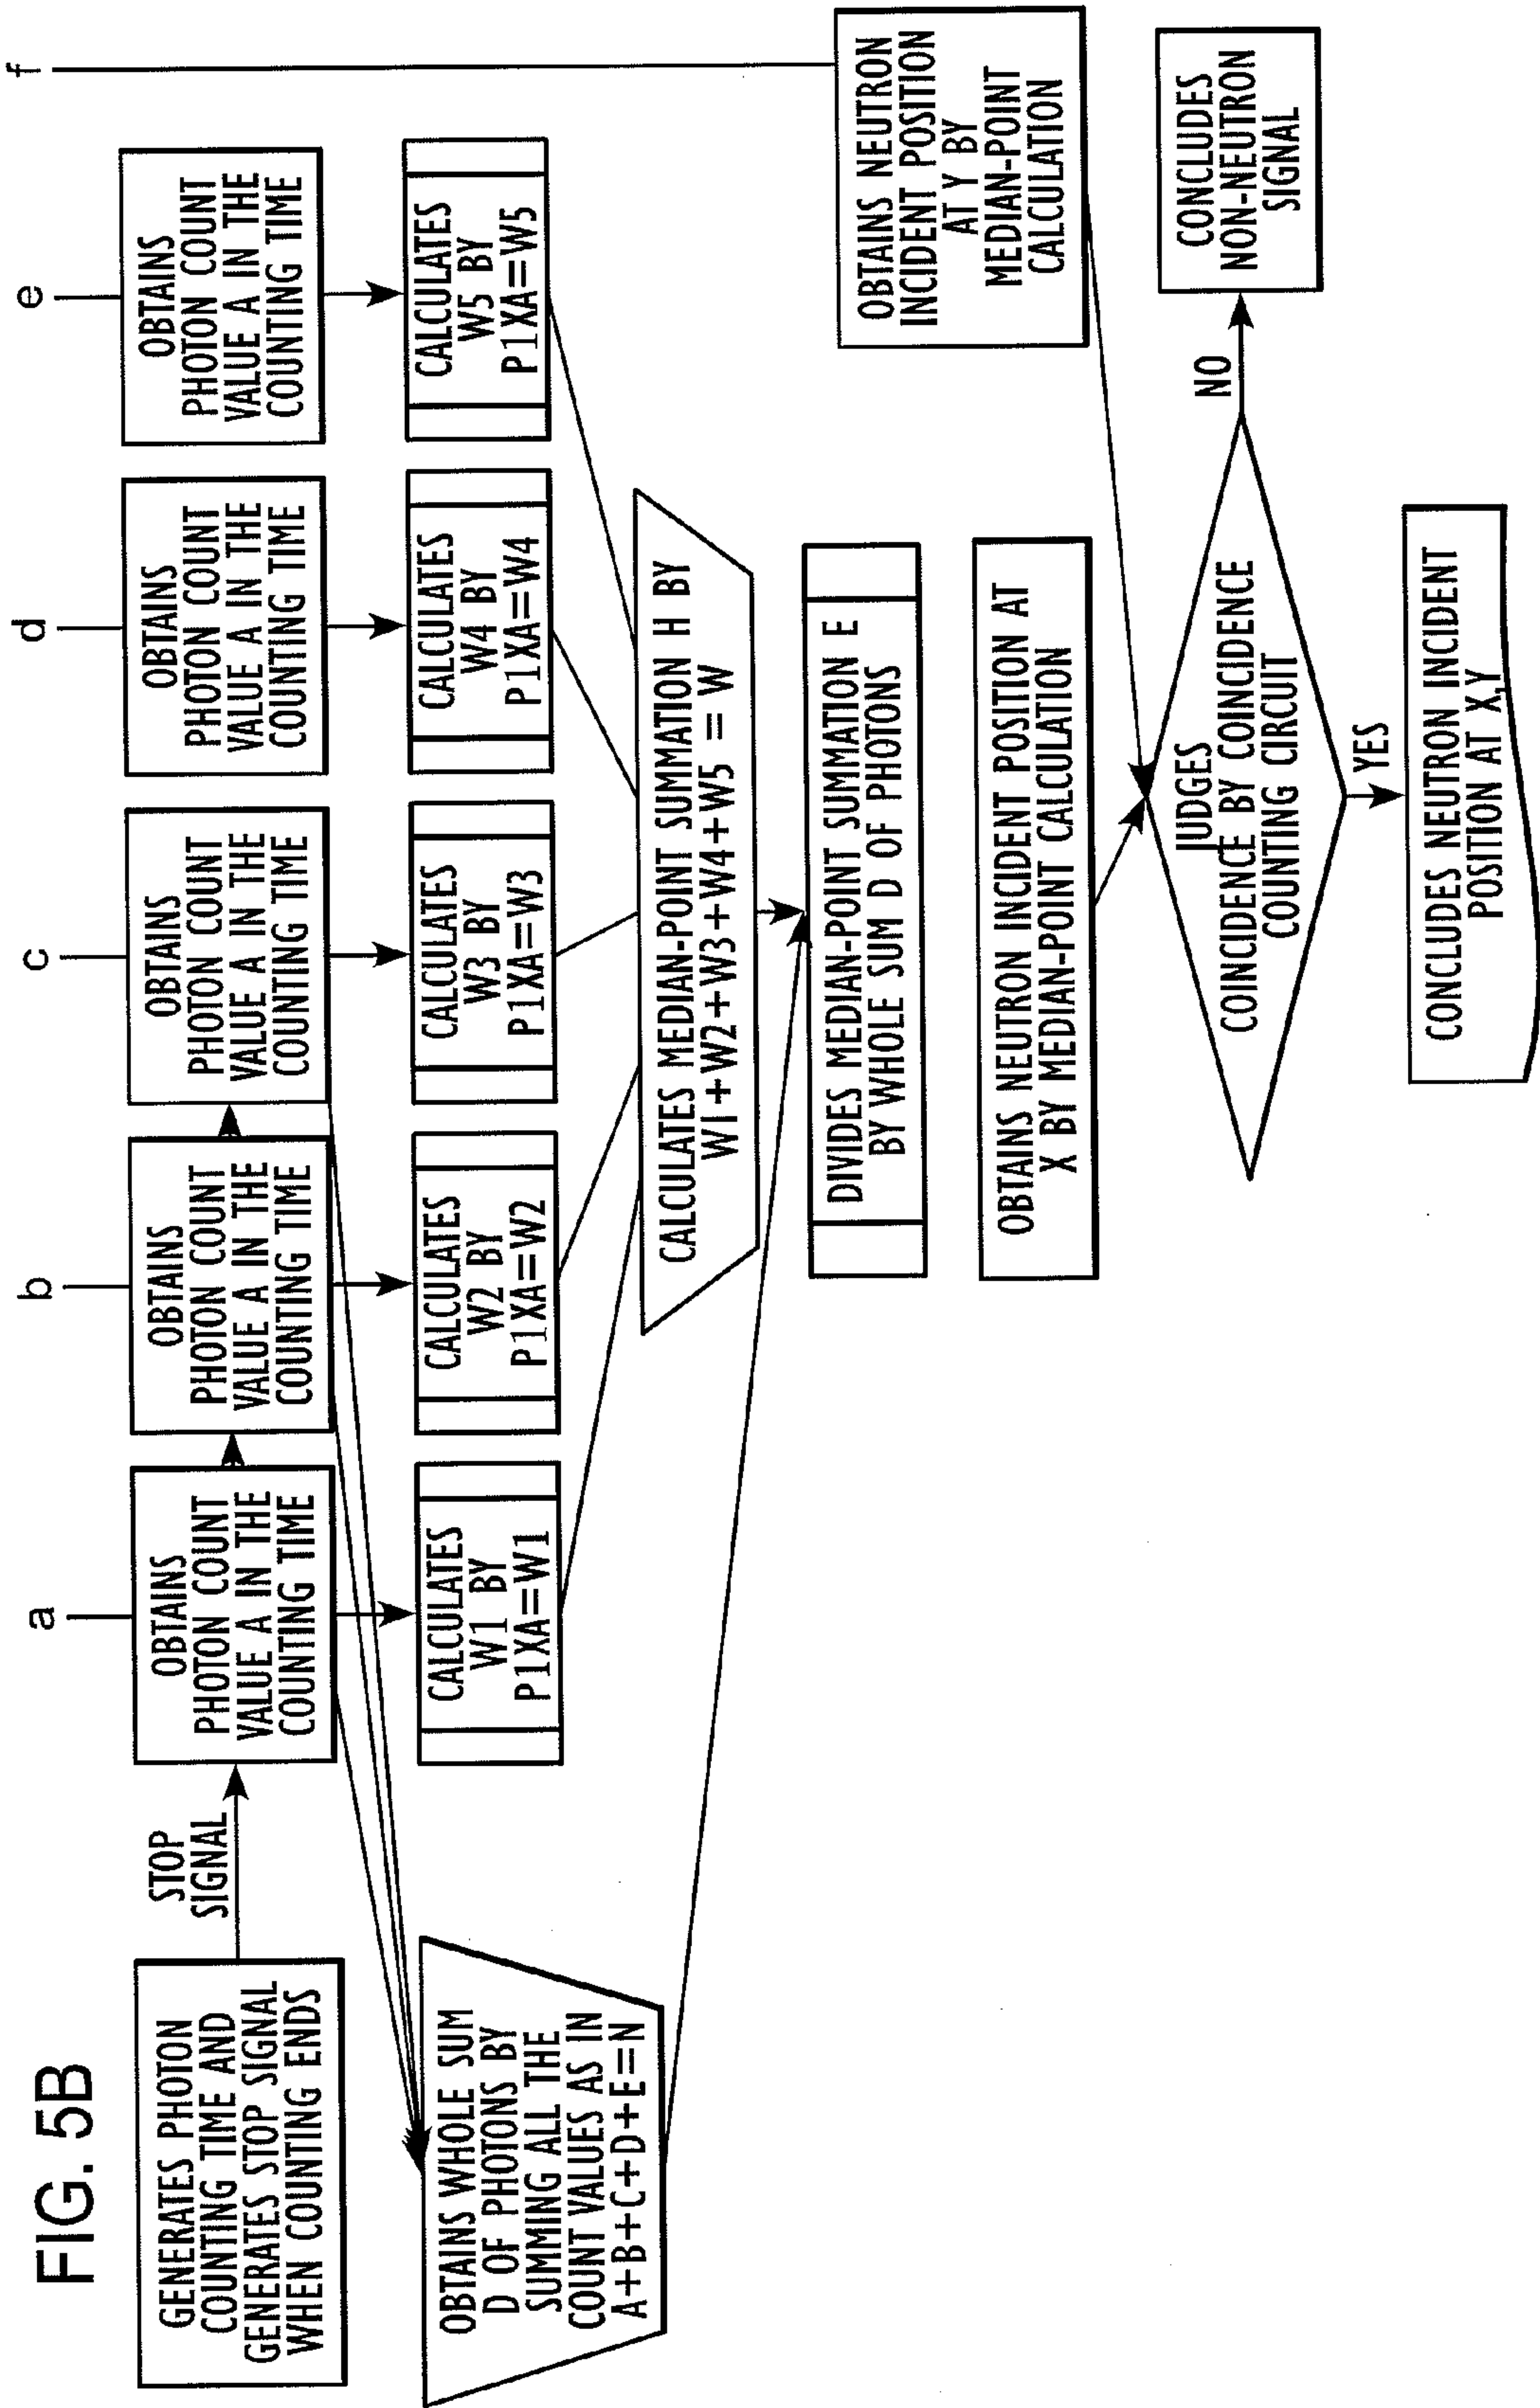 FIG. 5B
a
b
c
d
e
f
GENERATES PHOTON
COUNTING TIME AND
GENERATES STOP SIGNAL
WHEN COUNTING ENDS
STOP
SIGNAL
OBTAINS
PHOTON COUNT
VALUE A IN THE
COUNTING TIME
OBTAINS
PHOTON COUNT
VALUE A IN THE
COUNTING TIME
OBTAINS
PHOTON COUNT
VALUE A IN THE
COUNTING TIME
OBTAINS
PHOTON COUNT
VALUE A IN THE
COUNTING TIME
OBTAINS
PHOTON COUNT
VALUE A IN THE
COUNTING TIME
OBTAINS WHOLE SUM
D OF PHOTONS BY
SUMMING ALL THE
COUNT VALUES AS IN
A+B+C+D+E=N
CALCULATES
W1 BY
P1XA=W1
CALCULATES
W2 BY
P1XA=W2
CALCULATES
W3 BY
P1XA=W3
CALCULATES
W4 BY
P1XA=W4
CALCULATES
W5 BY
P1XA=W5
CALCULATES MEDIAN-POINT SUMMATION H BY
W1+W2+W3+W4+W5 = W
DIVIDES MEDIAN-POINT SUMMATION E
BY WHOLE SUM D OF PHOTONS
OBTAINS NEUTRON INCIDENT POSITION AT
X BY MEDIAN-POINT CALCULATION
OBTAINS NEUTRON
INCIDENT POSITION
AT Y BY
MEDIAN-POINT
CALCULATION
JUDGES
COINCIDENCE BY COINCIDENCE
COUNTING CIRCUIT
NO
CONCLUDES
NON-NEUTRON
SIGNAL
YES
CONCLUDES NEUTRON INCIDENT
POSITION AT X,Y